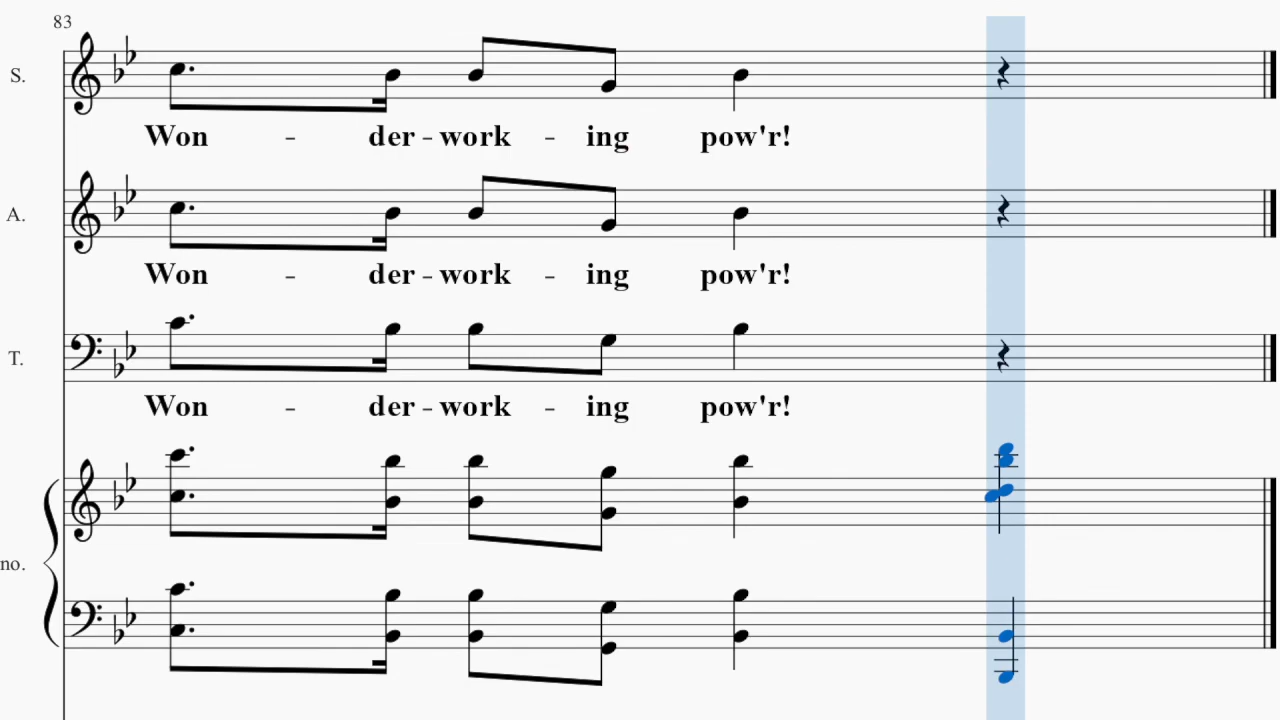 83
S.
Won - der - work - ing pow'r!
A.
Won - der - work - ing pow'r!
T.
Won - der - work - ing pow'r!
no.